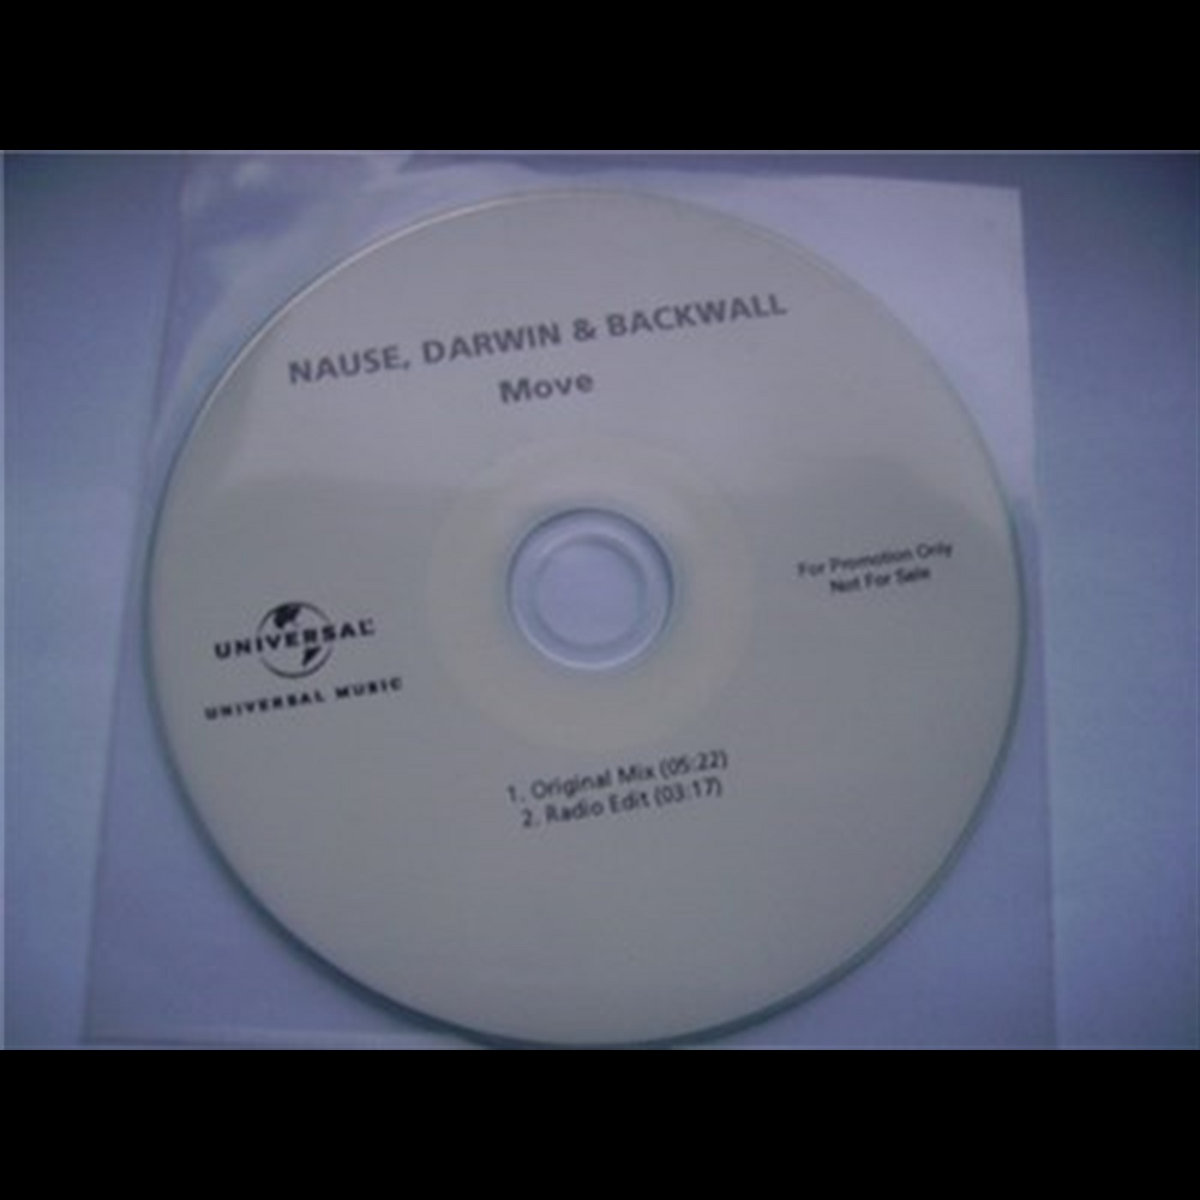 NAUSE, DARWIN & BACKWALL
Move
For Promotion Only
Not For Sale
UNIVERSAL
UNIVERSAL MUSIC
1. Original Mix (05:22)
2. Radio Edit (03:17)